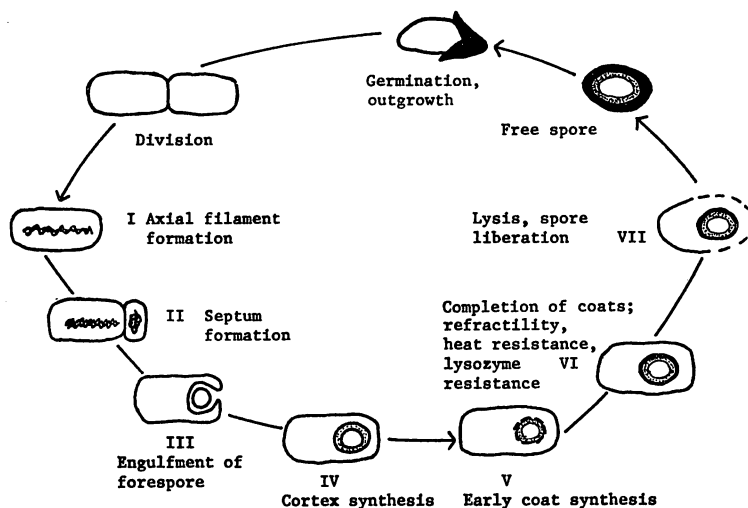 Germination,
outgrowth
Free spore
Division
I Axial filament
formation
Lysis, spore
liberation VII
II Septum
formation
Completion of coats;
refractility,
heat resistance,
lysozyme VI
resistance
III
Engulfment of
forespore
IV
Cortex synthesis
V
Early coat synthesis